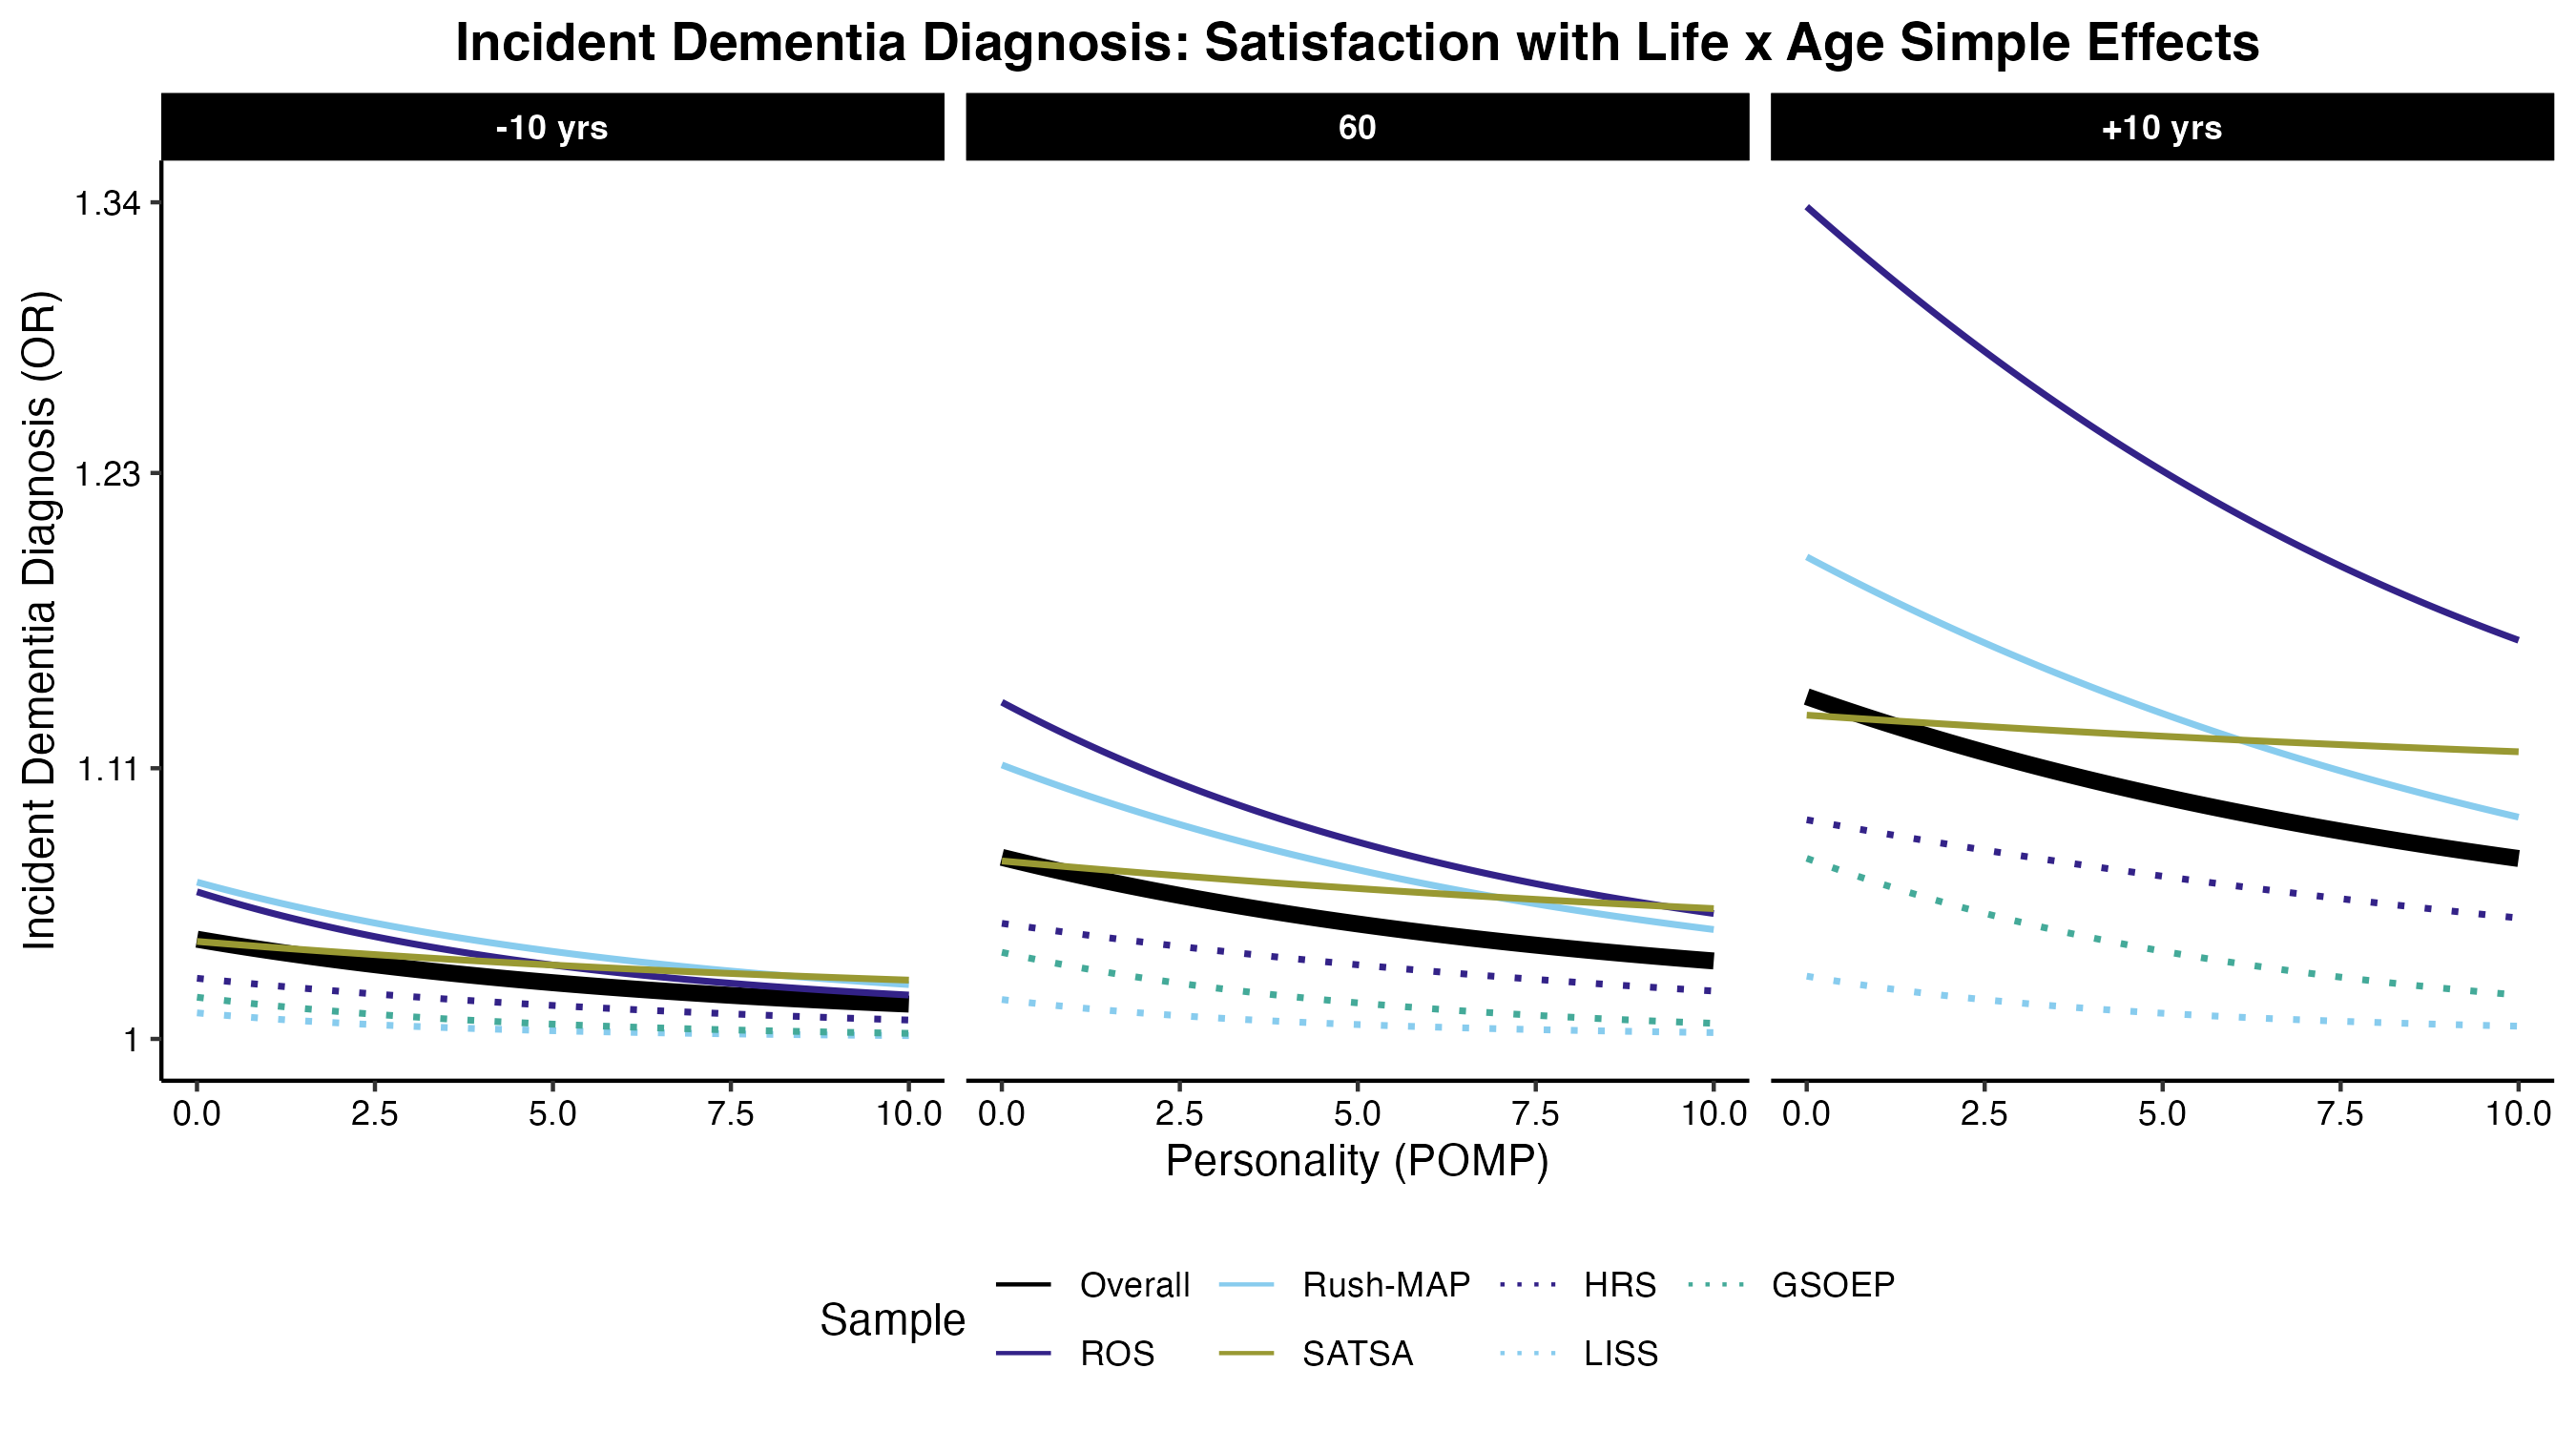 Incident Dementia Diagnosis: Satisfaction with Life x Age Simple Effects
-10 yrs
60
+10 yrs
Incident Dementia Diagnosis (OR)
1.34
1.23
1.11
1
0.0 2.5 5.0 7.5 10.0
0.0 2.5 5.0 7.5 10.0
0.0 2.5 5.0 7.5 10.0
Personality (POMP)
Sample
Overall Rush-MAP HRS GSOEP
ROS SATSA LISS